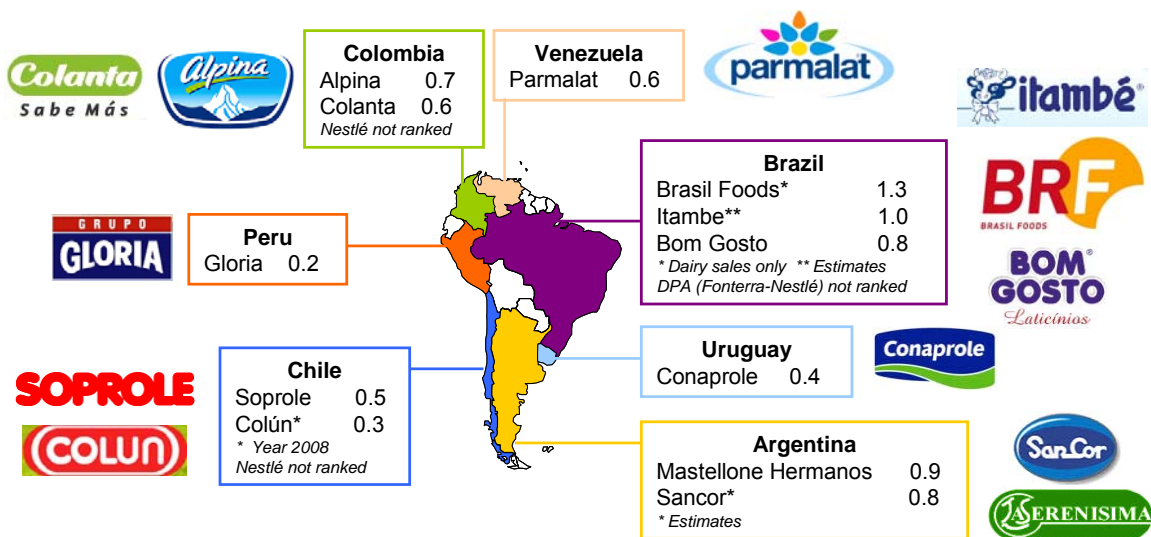 Colanta
Sabe Más
Alpina
Colombia
Alpina 0.7
Colanta 0.6
Nestlé not ranked
Venezuela
Parmalat 0.6
parmalat
itambé
Brazil
Brasil Foods* 1.3
Itambe** 1.0
Bom Gosto 0.8
* Dairy sales only ** Estimates
DPA (Fonterra-Nestlé) not ranked
BRF
BRASIL FOODS
BOM
GOSTO
Laticínios
GRUPO
GLORIA
Peru
Gloria 0.2
Uruguay
Conaprole 0.4
Conaprole
SOPROLE
COLUN
Chile
Soprole 0.5
Colún* 0.3
* Year 2008
Nestlé not ranked
Argentina
Mastellone Hermanos 0.9
Sancor* 0.8
* Estimates
SanCor
LASERENISIMA